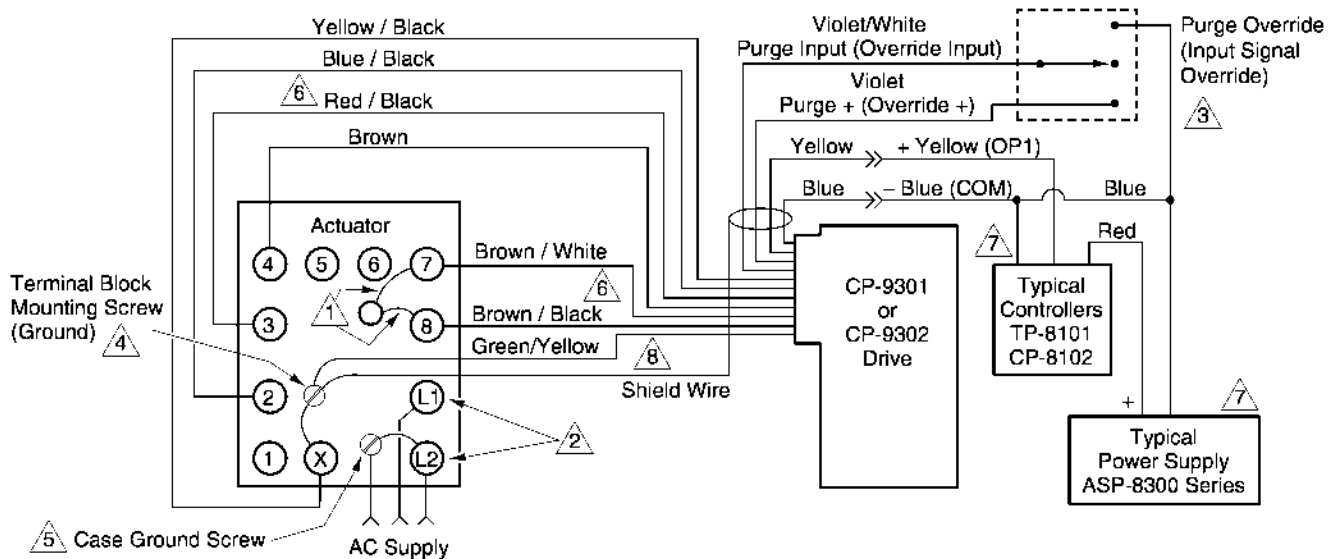 Yellow / Black
Blue / Black
6
Red / Black
Brown
Violet/White
Purge Input (Override Input)
Violet
Purge + (Override +)
Purge Override
(Input Signal
Override)
3
Yellow
+ Yellow (OP1)
Blue
– Blue (COM)
Blue
Red
Actuator
4
5
6
7
3
1
8
2
L1
1
X
L2
Terminal Block
Mounting Screw
(Ground)
4
Brown / White
6
Brown / Black
Green/Yellow
8
Shield Wire
2
CP-9301
or
CP-9302
Drive
7
Typical
Controllers
TP-8101
CP-8102
+
7
Typical
Power Supply
ASP-8300 Series
5
Case Ground Screw
AC Supply